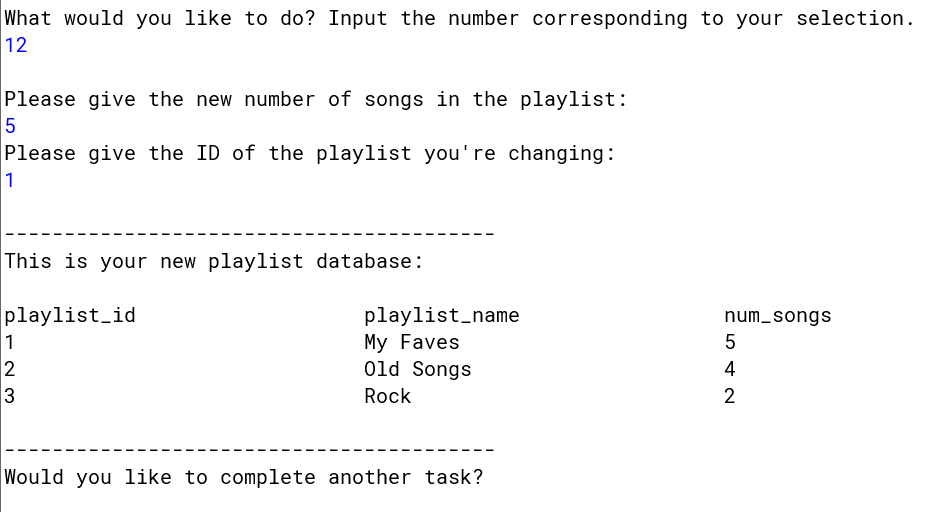 What would you like to do? Input the number corresponding to your selection.
12
Please give the new number of songs in the playlist:
5
Please give the ID of the playlist you're changing:
1
-----------------------------------------
This is your new playlist database:
playlist_id playlist_name num_songs
1 My Faves 5
2 Old Songs 4
3 Rock 2
-----------------------------------------
Would you like to complete another task?